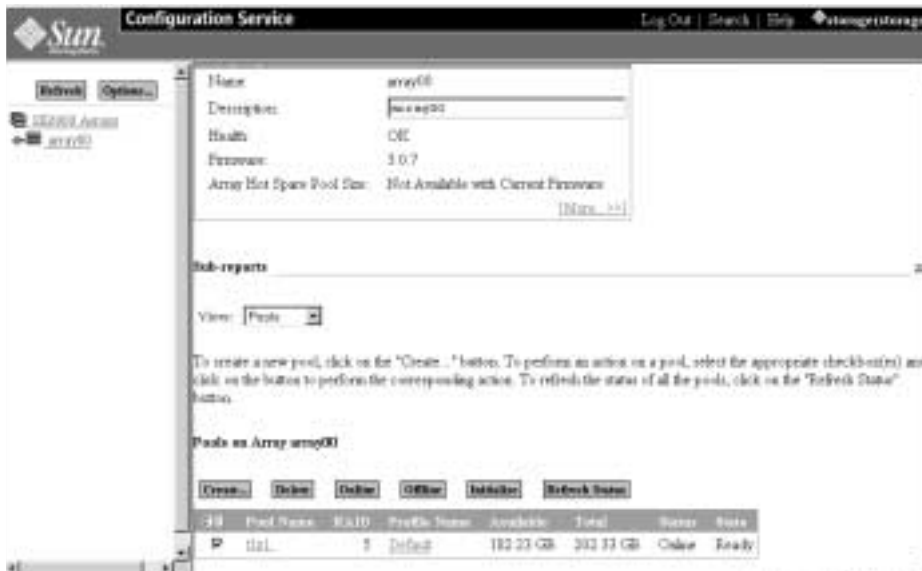 Sun
Configuration Service
Log Out | Search | Help
Refresh Options...
Arrays
array00
Name: array00
Description:
Health: OK
Firmware: 3.0.7
Array Hot Spare Pool Size: Not Available with Current Firmware
[More...>>]
Sub-reports
View: Pools
To create a new pool, click on the "Create..." button. To perform an action on a pool, select the appropriate checkbox(es) and
click on the button to perform the corresponding action. To refresh the status of all the pools, click on the "Refresh Status"
button.
Pools on Array array00
Create... Delete Online Offline Initialize Refresh Status
Pool Name RAID Profile Name Available Total Status State
5 Default 182.23 GB 202.33 GB Online Ready